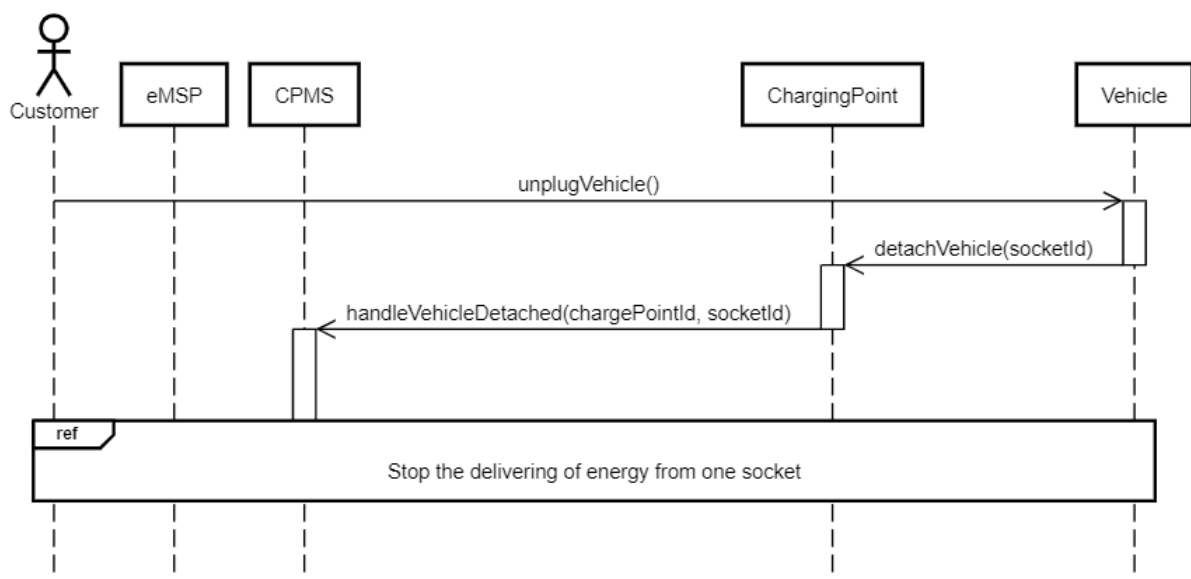 Customer
eMSP
CPMS
ChargingPoint
Vehicle
unplugVehicle()
detachVehicle(socketId)
handleVehicleDetached(chargePointId, socketId)
ref
Stop the delivering of energy from one socket